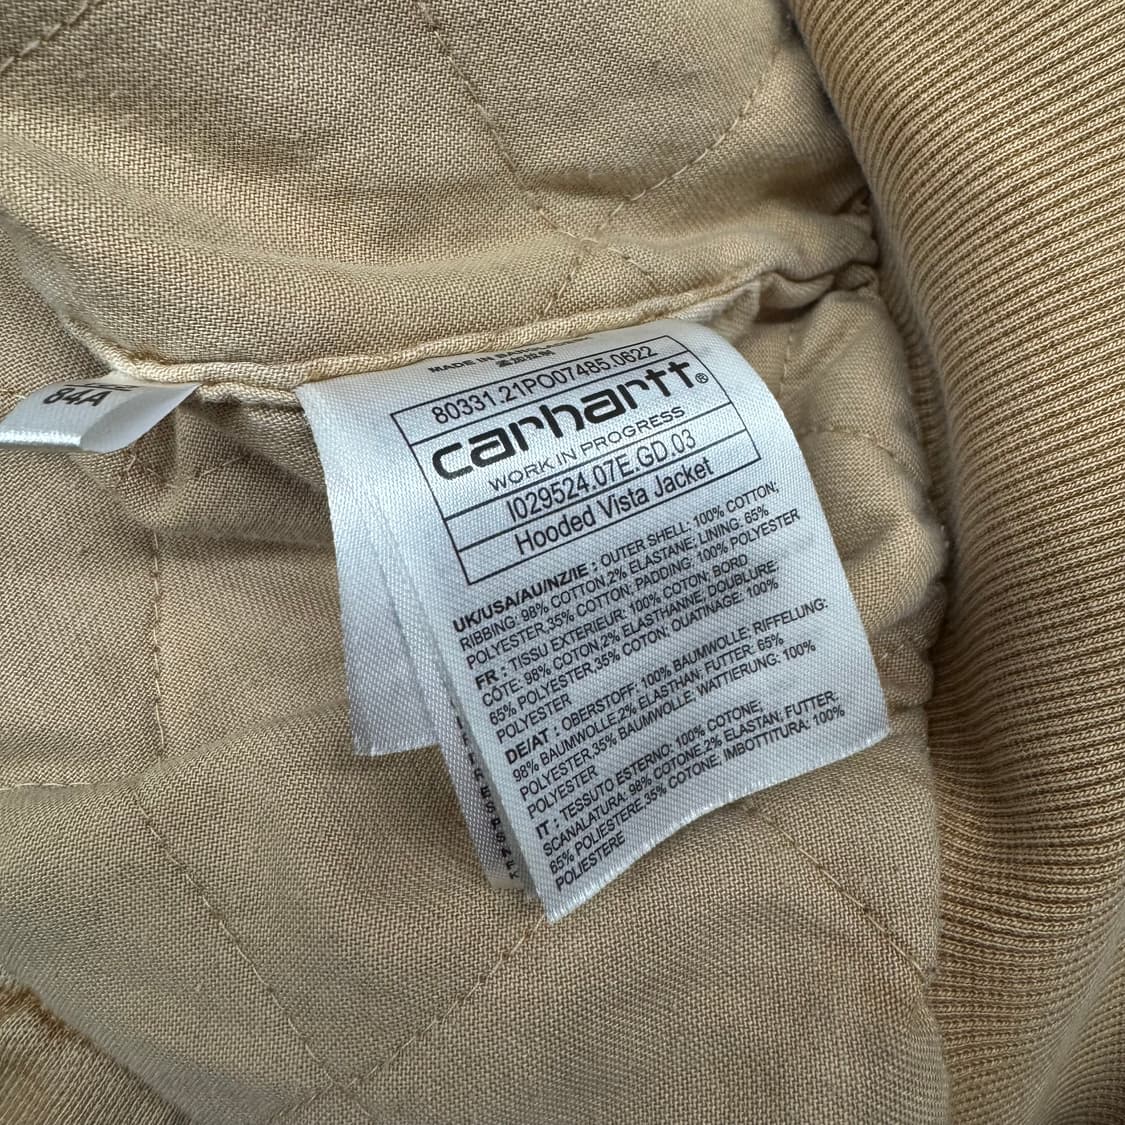 MADE IN
80331.21PO07485.0622
carhartt®
WORK IN PROGRESS
I029524.07E.GD.03
Hooded Vista Jacket
UK/USA/AU/NZ/IE : OUTER SHELL: 100% COTTON;
RIBBING: 98% COTTON,2% ELASTANE; LINING: 65%
POLYESTER,35% COTTON; PADDING: 100% POLYESTER
FR : TISSU EXTERIEUR: 100% COTON; BORD
CÔTE: 98% COTON,2% ELASTHANNE; DOUBLURE:
65% POLYESTER,35% COTON; OUATINAGE: 100%
POLYESTER
DE/AT : OBERSTOFF: 100% BAUMWOLLE; RIFFELUNG:
98% BAUMWOLLE,2% ELASTHAN; FUTTER: 65%
POLYESTER,35% BAUMWOLLE; WATTIERUNG: 100%
POLYESTER
IT : TESSUTO ESTERNO: 100% COTONE;
SCANALATURA: 98% COTONE,2% ELASTAN; FUTTER:
65% POLIESTERE,35% COTONE; IMBOTTITURA: 100%
POLIESTERE
84A